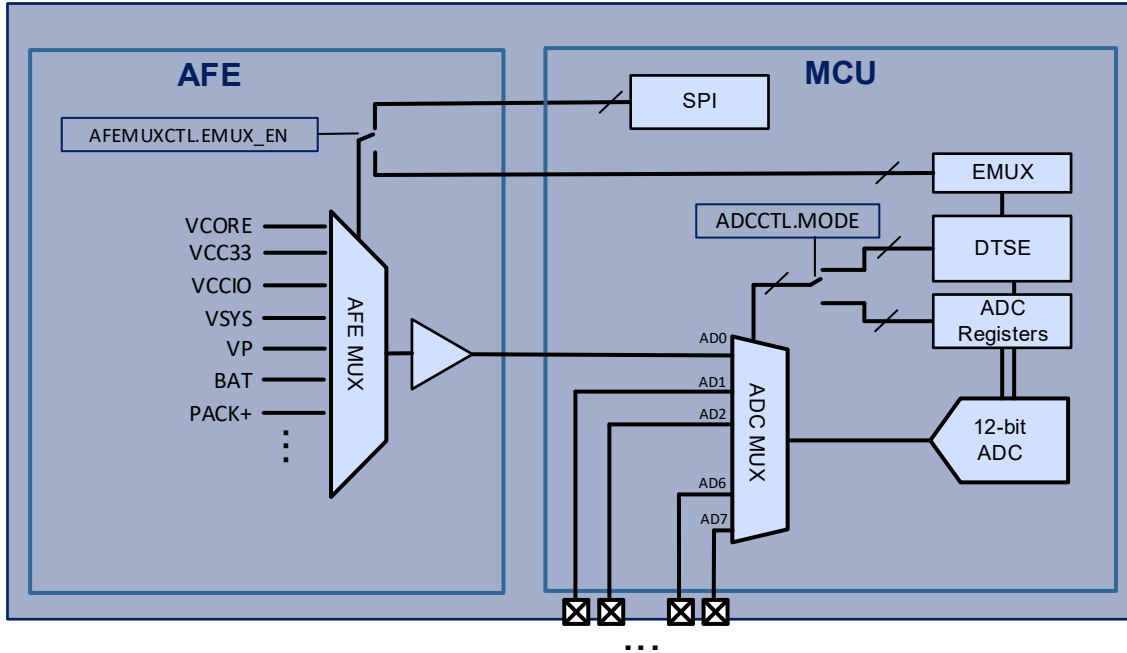 AFE
MCU
SPI
AFEMUXCTL.EMUX_EN
EMUX
ADCCTL.MODE
VCORE
VCC33
VCCIO
VSYS
VP
BAT
PACK+
⋮
AFE MUX
DTSE
ADC
Registers
AD0
AD1
AD2
AD6
AD7
ADC MUX
12-bit
ADC
...